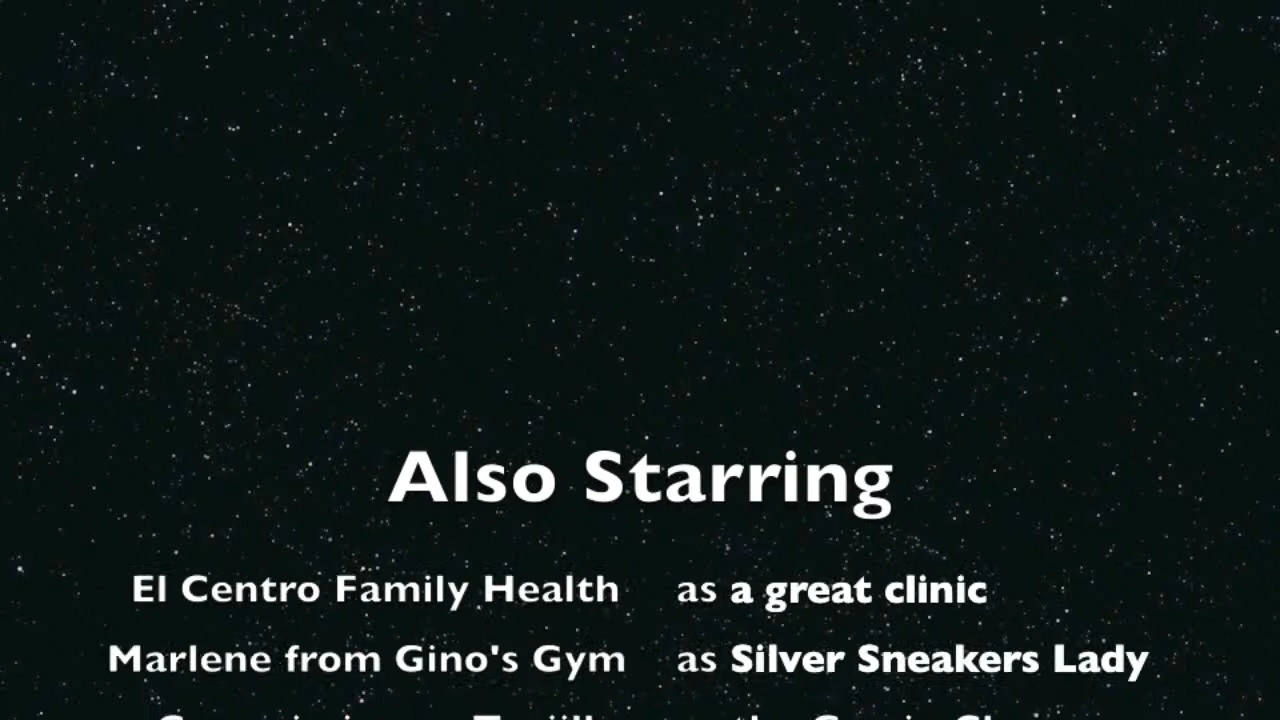 Also Starring
El Centro Family Health as a great clinic
Marlene from Gino's Gym as Silver Sneakers Lady